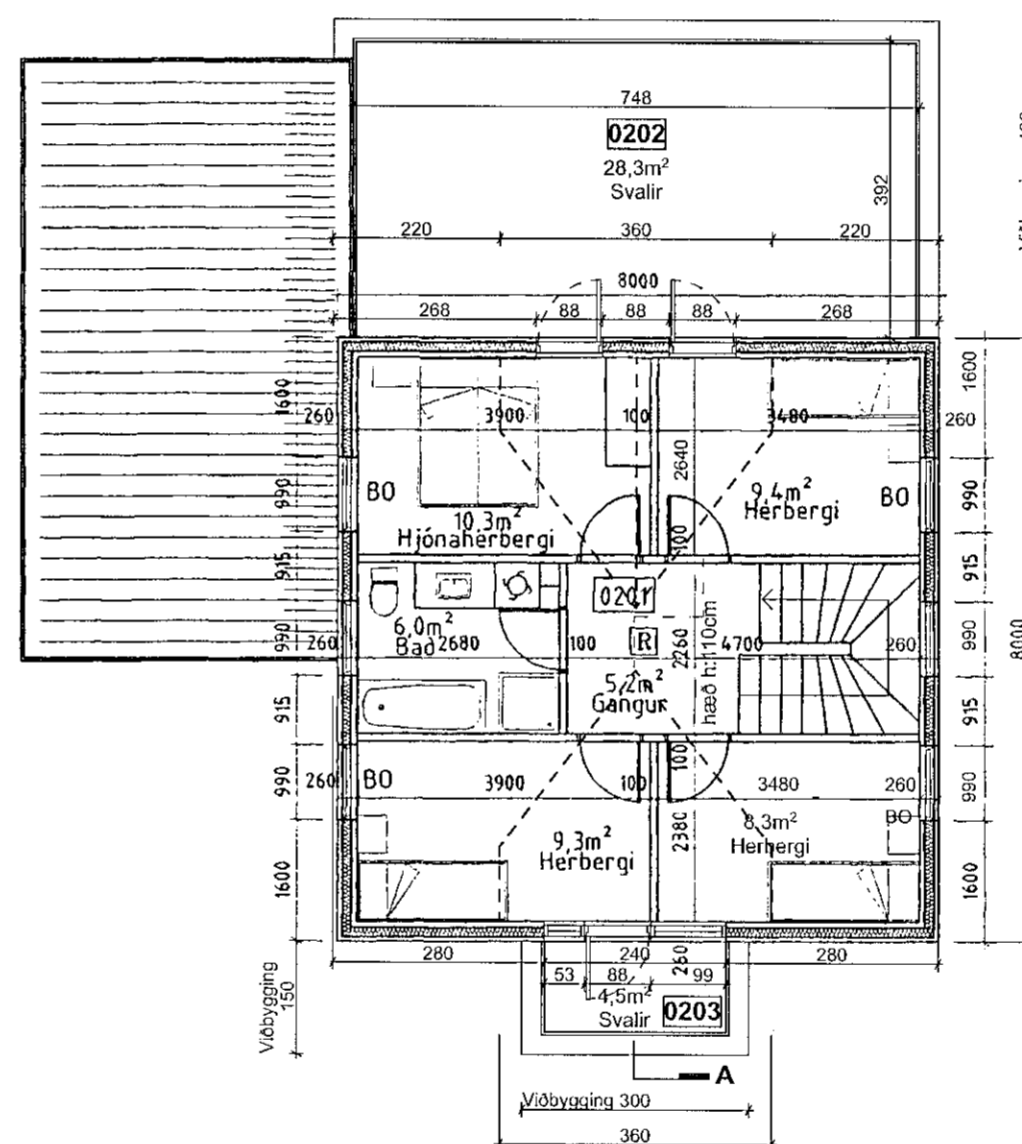 748
0202
28,3m²
Svalir
392
220 360 220
8000
268 88 88 88 268
1600
260 3900 100 3480 260
1600
2640
990
BO
10,3m²
Hjónaherbergi
9,4m²
Herbergi
BO
990
100
915
915
0201
6,0m²
Bað
R
990
260 2680 100 2260 4700 260
990
8000
hæð h:110cm
5,2m²
Gangur
915
915
100
990
260 BO 3900 100 3480 260
990
9,3m²
Herbergi
2380
8,3m²
Herbergi
BO
1600
1600
280 240 280
260
53 88 99
4,5m²
Svalir
0203
Viðbygging
150
A
Viðbygging 300
360